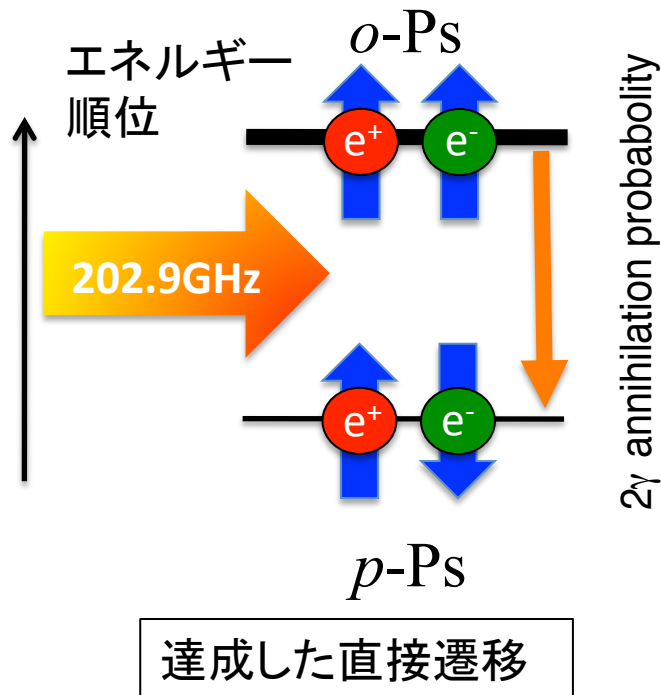 o-Ps
エネルギー
順位
e+ e-
202.9GHz
e+ e-
p-Ps
2γ annihilation probabolity
達成した直接遷移